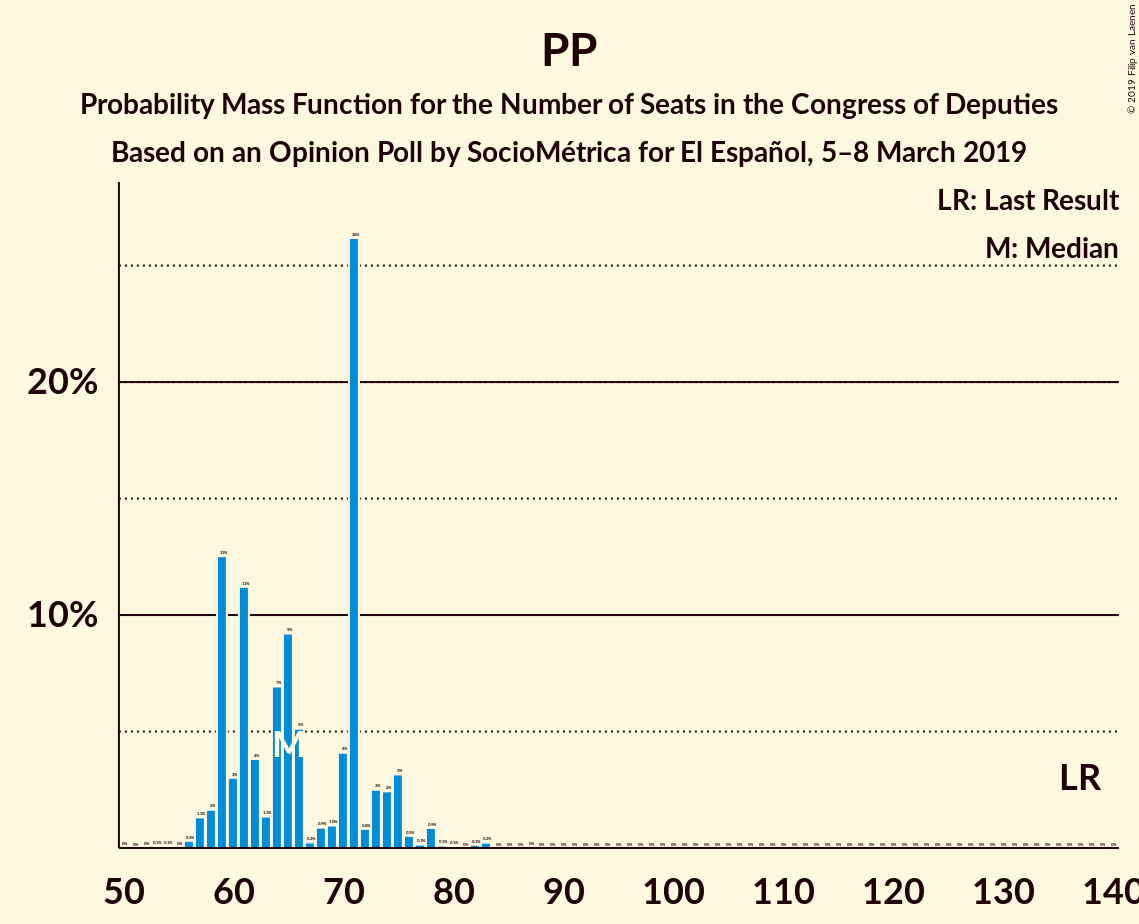 PP
Probability Mass Function for the Number of Seats in the Congress of Deputies
Based on an Opinion Poll by SocioMétrica for El Español, 5–8 March 2019
© 2019 Filip van Laenen
LR: Last Result
M: Median
20%
10%
M
LR
50 60 70 80 90 100 110 120 130 140